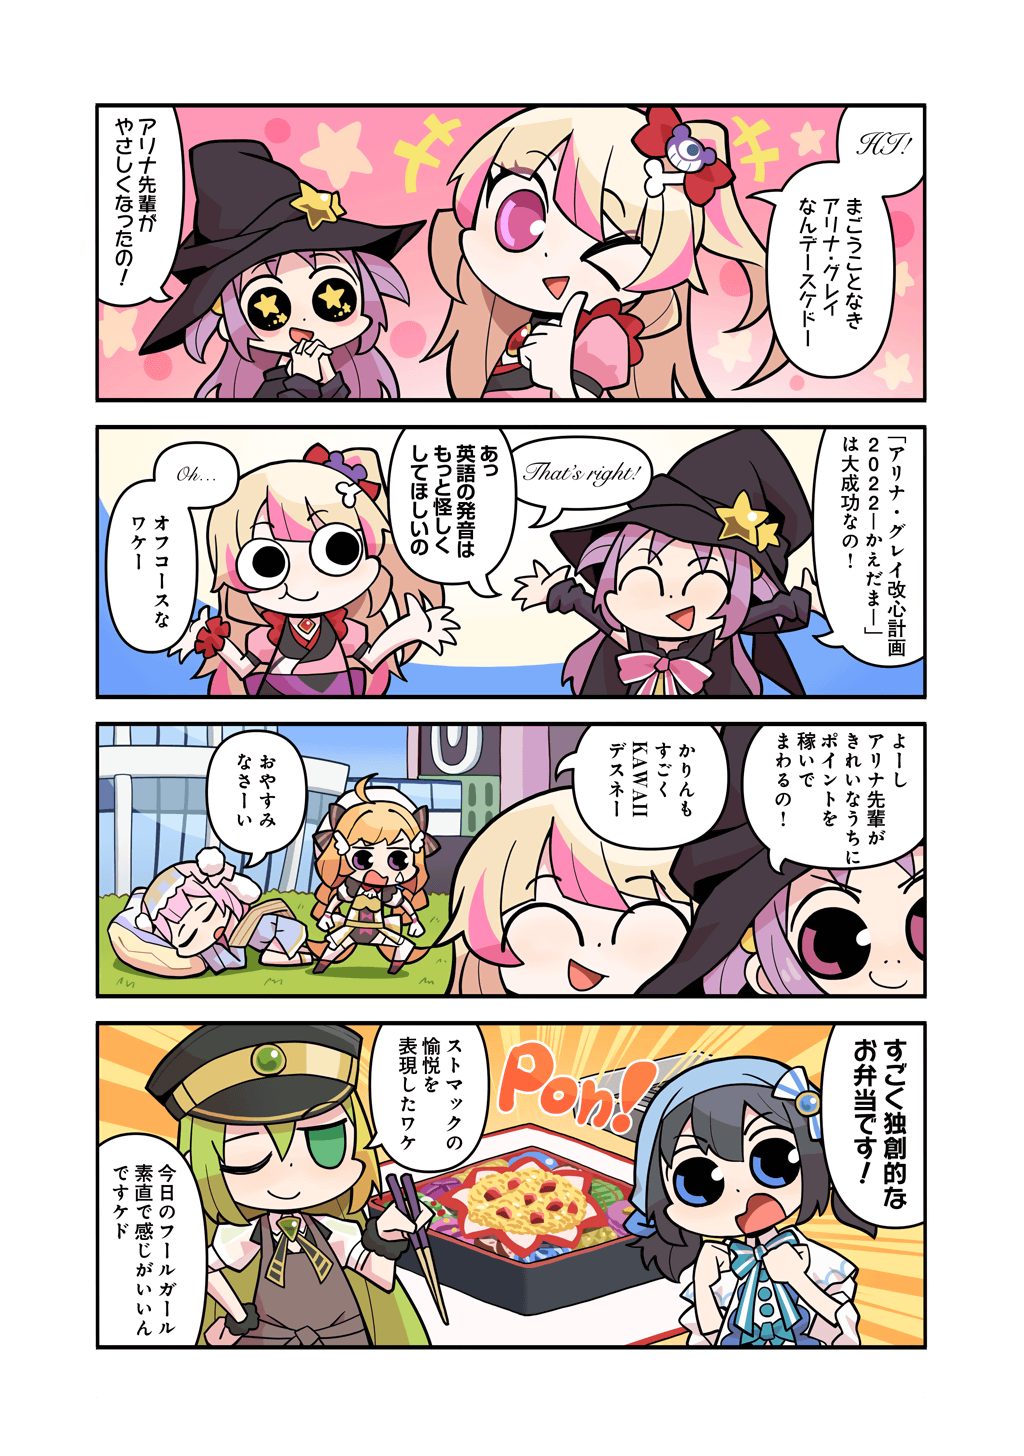 HI!
まごうことなき
アリナ・グレイ
なんデースケドー
アリナ先輩が
やさしくなったの!
「アリナ・グレイ改心計画
2022ーかえだまー」
は大成功なの!
That's right!
あっ
英語の発音は
もっと怪しく
してほしいの
Oh…
オフコースな
ワケー
よーし
アリナ先輩が
きれいなうちに
ポイントを
稼いで
まわるの!
かりんも
すごく
KAWAII
デスネー
おやすみ
なさーい
U
すごく独創的な
お弁当です!
Pon!
ストマックの
愉悦を
表現したワケ
今日のフールガール
素直で感じがいいん
ですケド